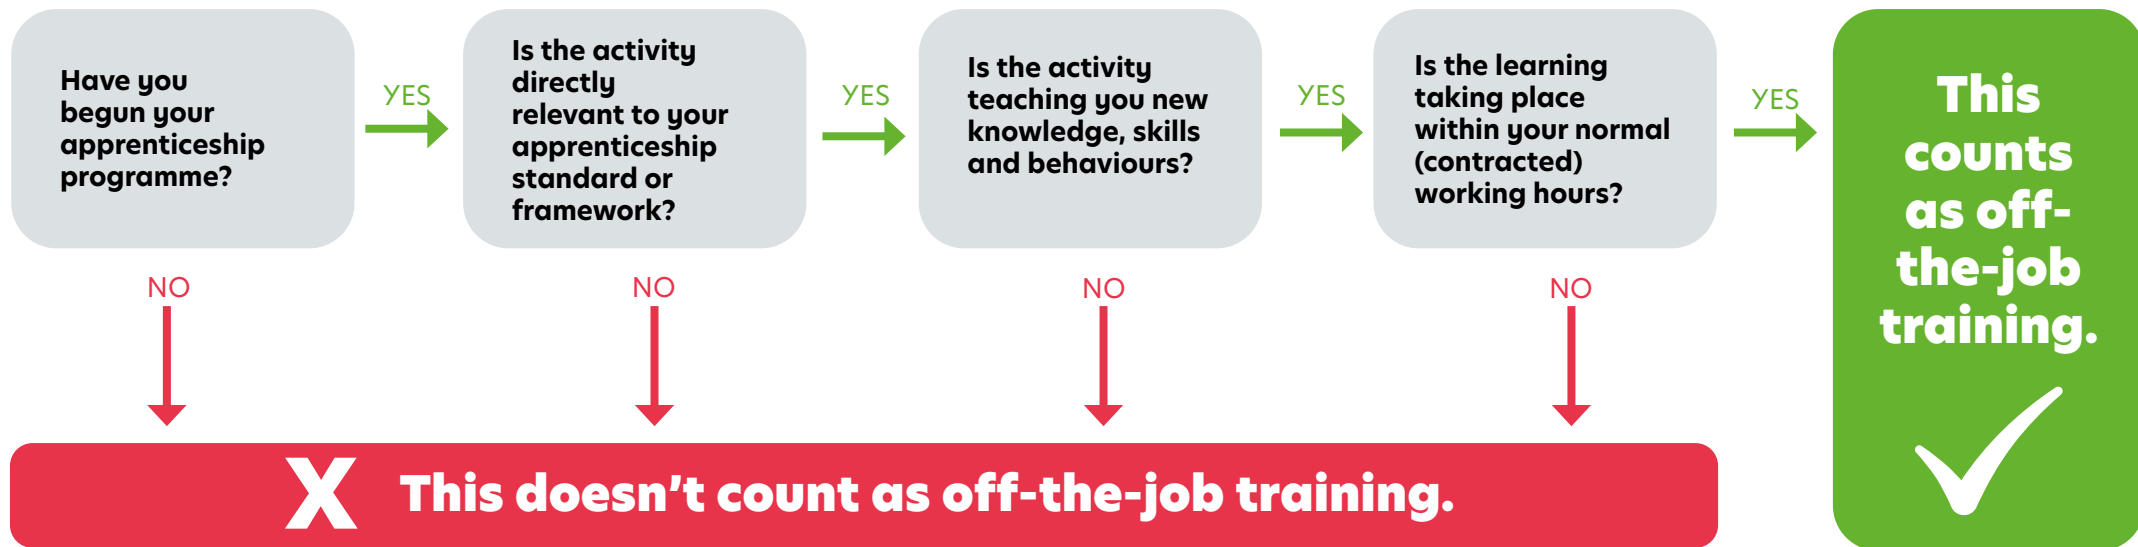 Have you
begun your
apprenticeship
programme?
YES
Is the activity
directly
relevant to your
apprenticeship
standard or
framework?
YES
Is the activity
teaching you new
knowledge, skills
and behaviours?
YES
Is the learning
taking place
within your normal
(contracted)
working hours?
YES
This
counts
as off-
the-job
training.
NO
NO
NO
NO
X This doesn’t count as off-the-job training.